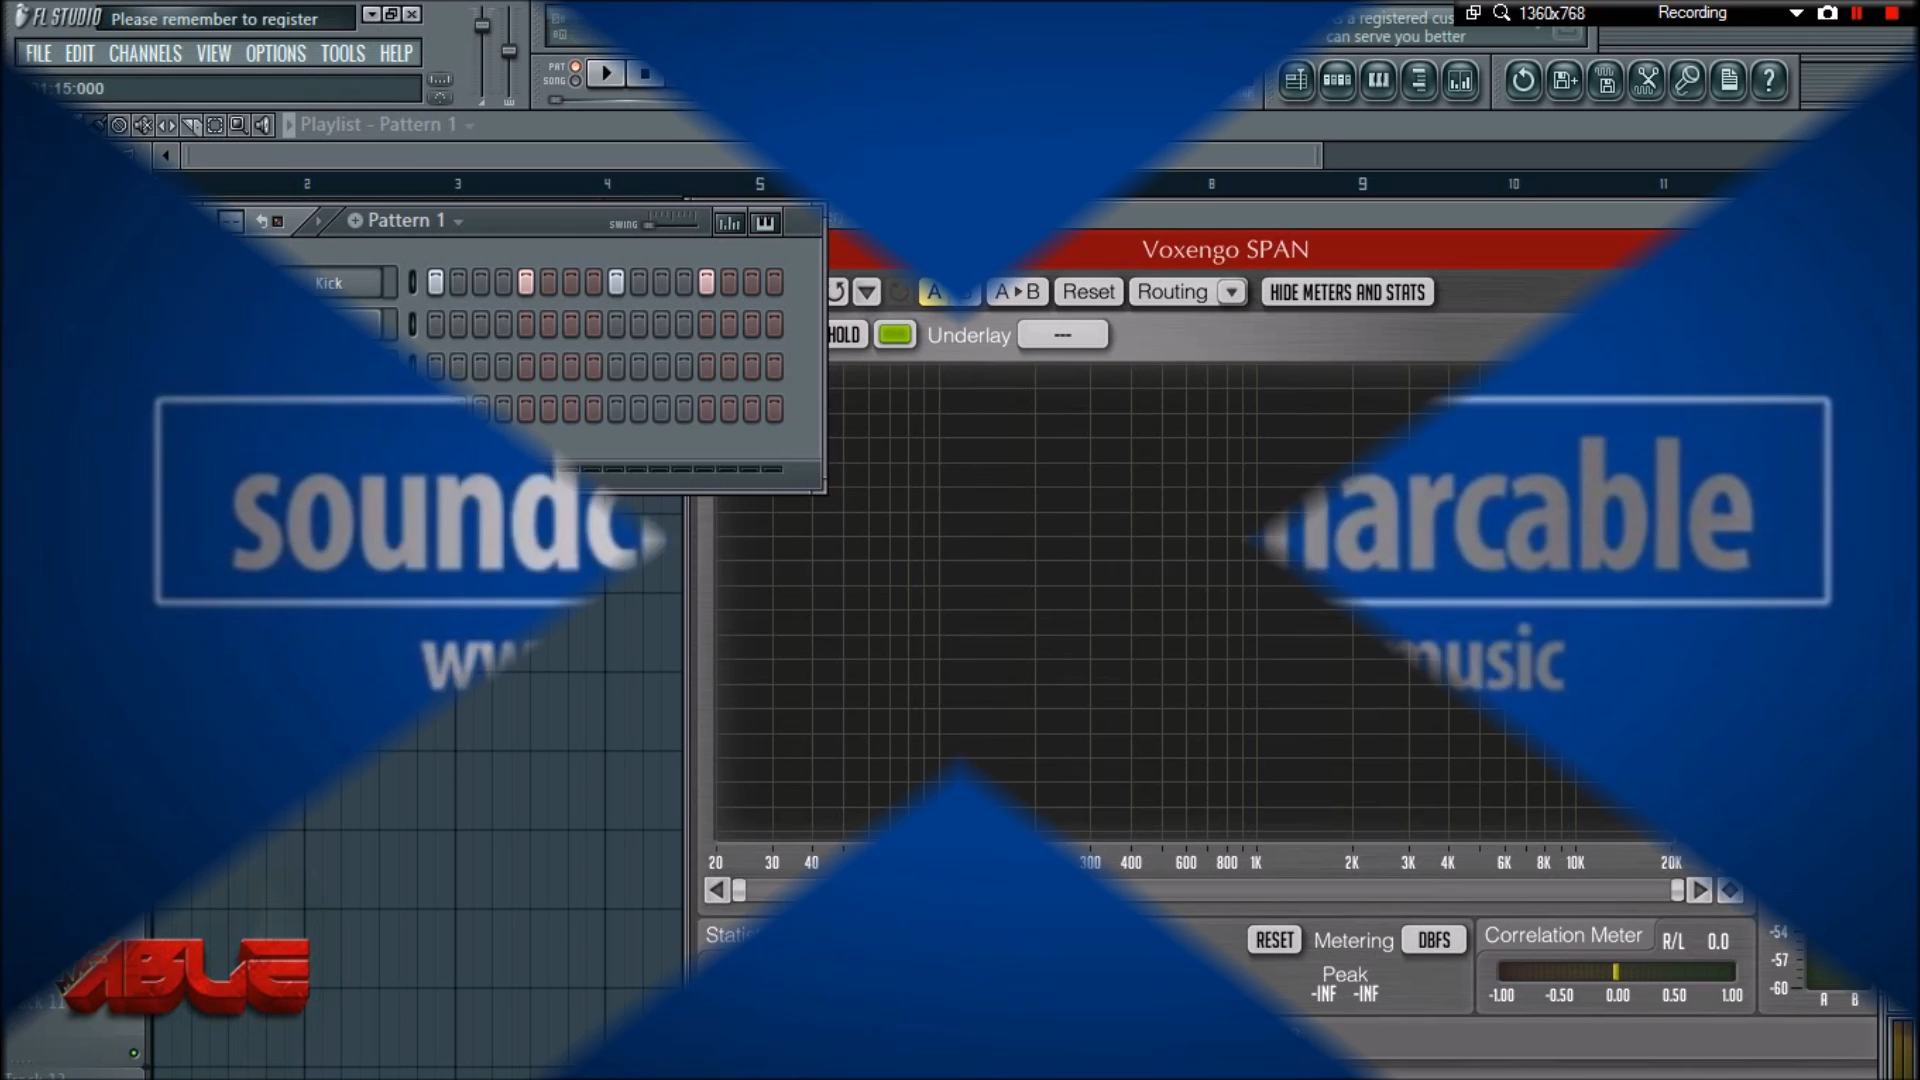 FL STUDIO Please remember to register
a registered cus
can serve you better
1360x768
Recording
FILE EDIT CHANNELS VIEW OPTIONS TOOLS HELP
PAT
SONG
1:15:000
Playlist - Pattern 1
2 3 4 5 8 9 10 11
Pattern 1
SWING
Kick
Voxengo SPAN
A A▸B Reset Routing HIDE METERS AND STATS
HOLD Underlay ---
soundc
arcable
ww
music
20 30 40 300 400 600 800 1K 2K 3K 4K 6K 8K 10K 20K
Statis
RESET Metering DBFS
Peak
-INF -INF
Correlation Meter R/L 0.0
-1.00 -0.50 0.00 0.50 1.00
-54
-57
-60
A B
ABLE